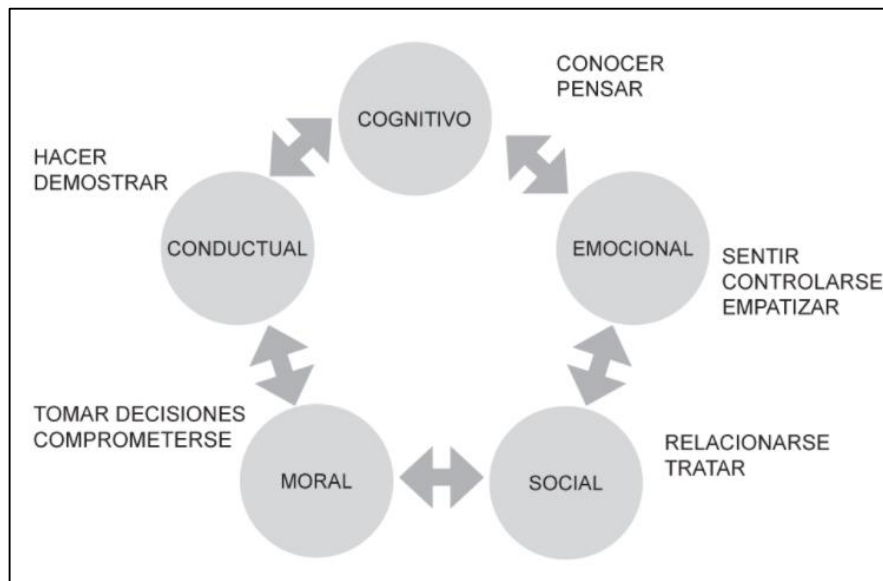 COGNITIVO
CONOCER
PENSAR
EMOCIONAL
SENTIR
CONTROLARSE
EMPATIZAR
SOCIAL
RELACIONARSE
TRATAR
MORAL
TOMAR DECISIONES
COMPROMETERSE
CONDUCTUAL
HACER
DEMOSTRAR